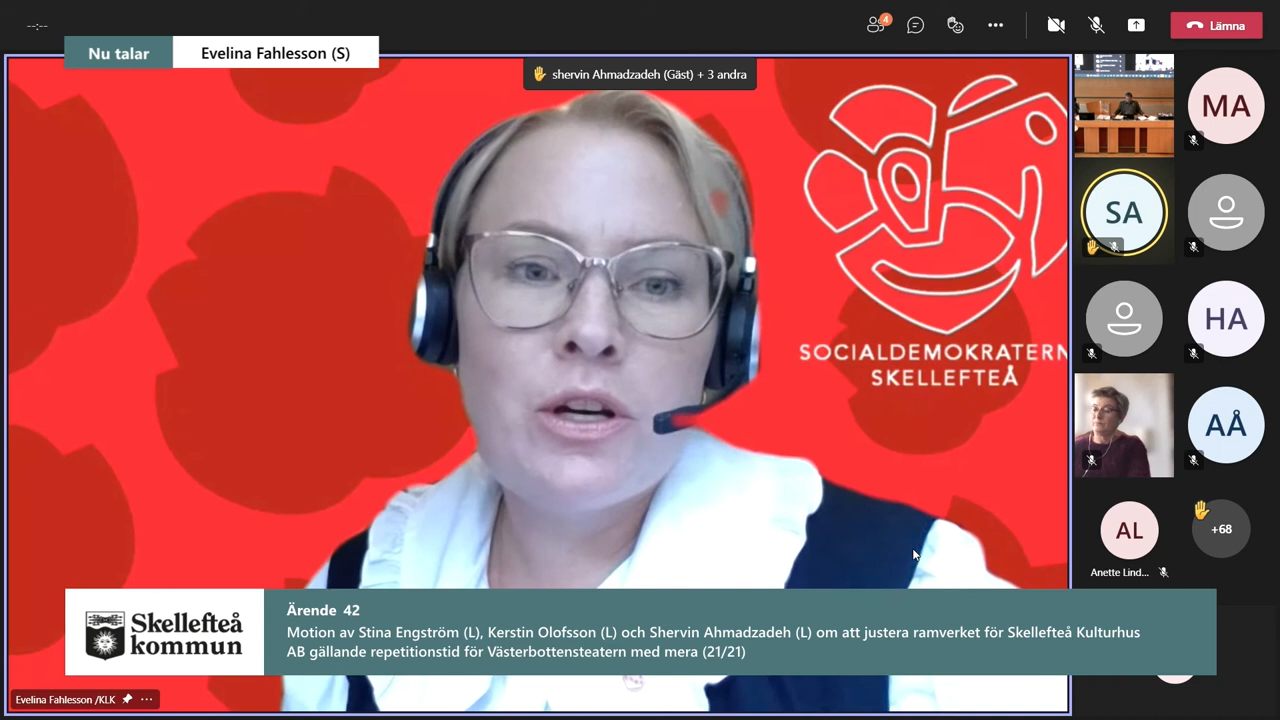 --:--
4
Lämna
Nu talar
Evelina Fahlesson (S)
shervin Ahmadzadeh (Gäst) + 3 andra
MA
SA
HA
AÅ
AL
+68
Anette Lind...
SOCIALDEMOKRATERN
SKELLEFTEÅ
Skellefteå
kommun
Ärende 42
Motion av Stina Engström (L), Kerstin Olofsson (L) och Shervin Ahmadzadeh (L) om att justera ramverket för Skellefteå Kulturhus
AB gällande repetitionstid för Västerbottensteatern med mera (21/21)
Evelina Fahlesson /KLK